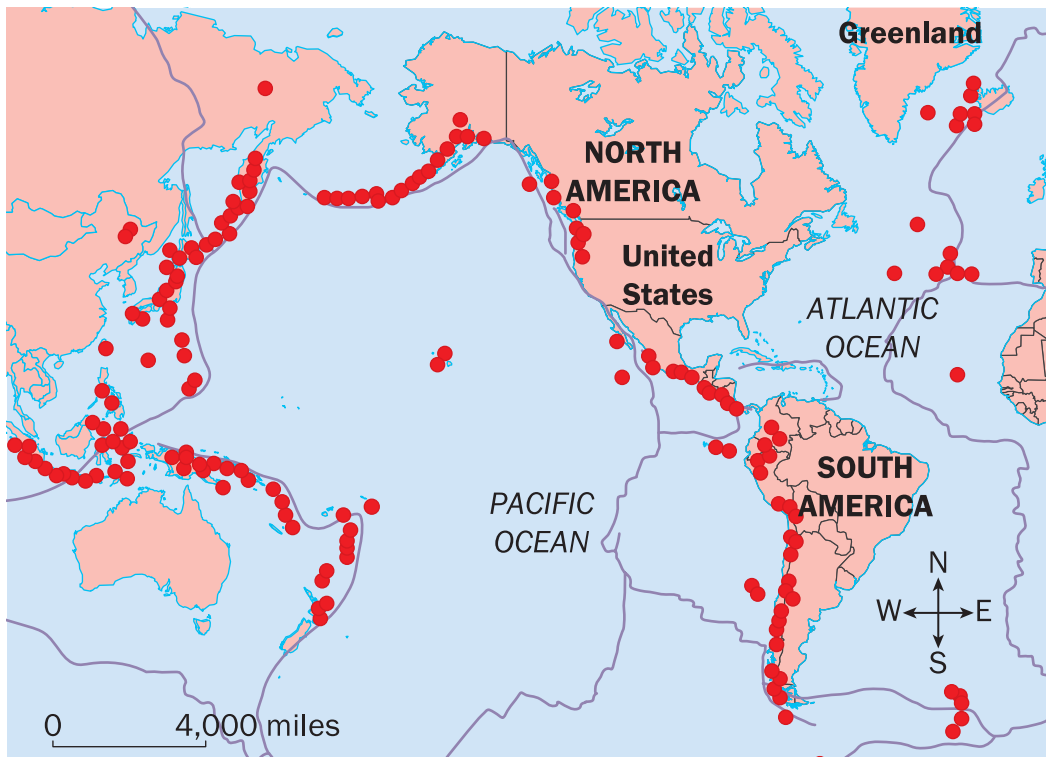 Greenland
NORTH
AMERICA
United
States
ATLANTIC
OCEAN
SOUTH
AMERICA
PACIFIC
OCEAN
N
W E
S
0 4,000 miles